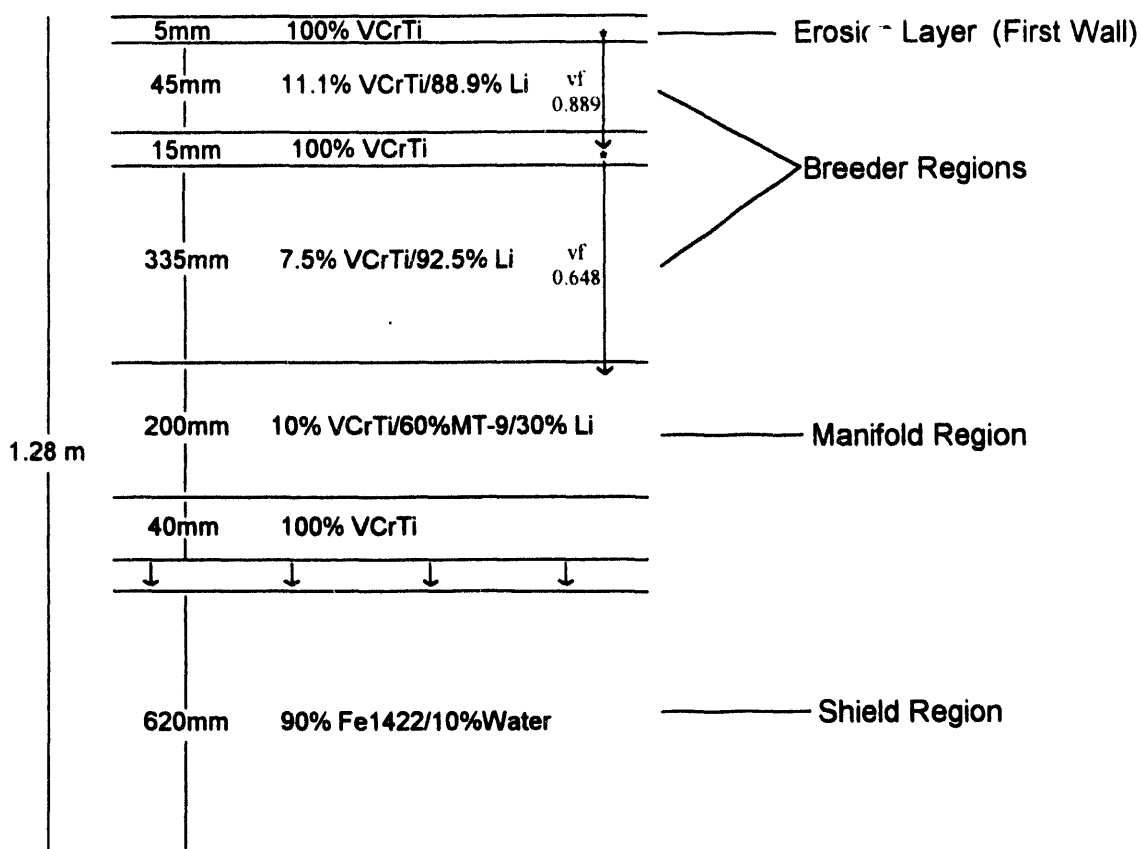 5mm 100% VCrTi
Layer (First Wall)
45mm 11.1% VCrTi/88.9% Li vf
0.889
15mm 100% VCrTi
Breeder Regions
335mm 7.5% VCrTi/92.5% Li vf
0.648
200mm 10% VCrTi/60%MT-9/30% Li
Manifold Region
1.28 m
40mm 100% VCrTi
620mm 90% Fe1422/10%Water
Shield Region